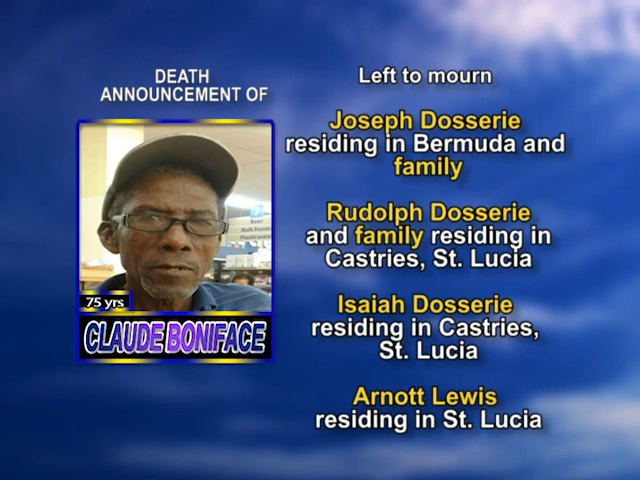 DEATH
ANNOUNCEMENT OF
75 yrs
CLAUDE BONIFACE
Left to mourn
Joseph Dosserie
residing in Bermuda and
family
Rudolph Dosserie
and family residing in
Castries, St. Lucia
Isaiah Dosserie
residing in Castries,
St. Lucia
Arnott Lewis
residing in St. Lucia